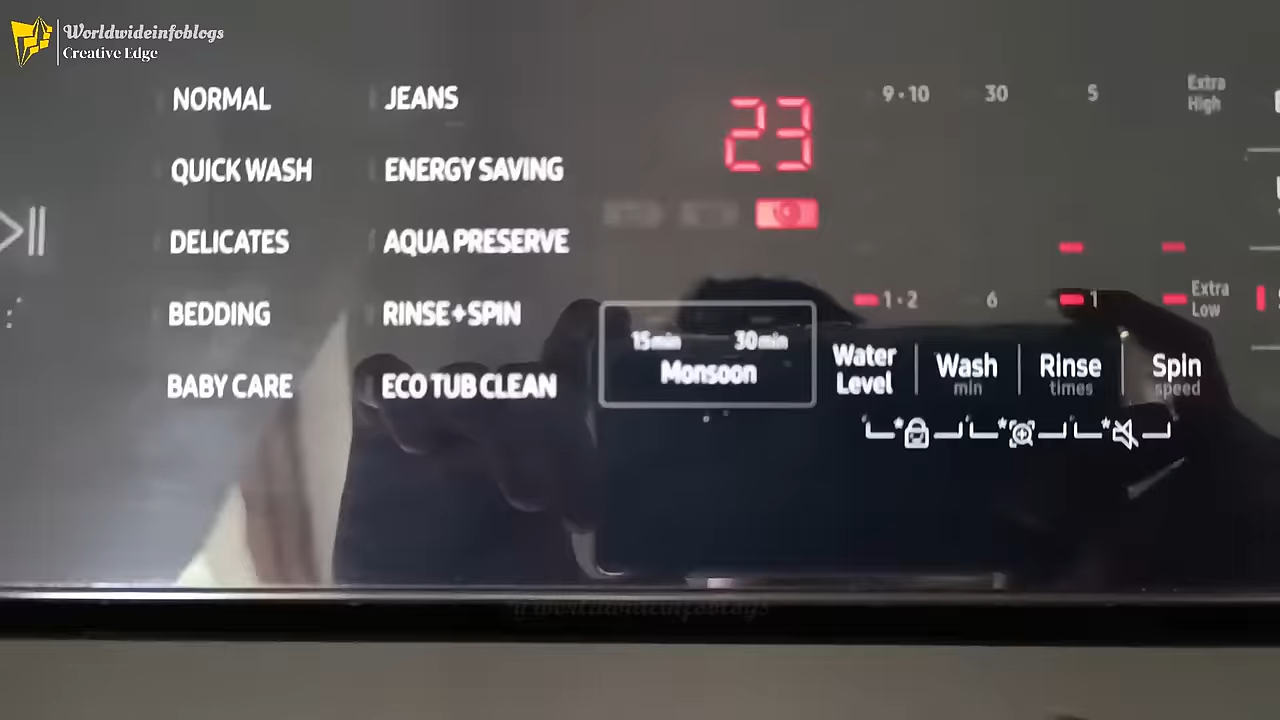 Worldwideinfoblogs
Creative Edge
NORMAL
QUICK WASH
DELICATES
BEDDING
BABY CARE
JEANS
ENERGY SAVING
AQUA PRESERVE
RINSE+SPIN
ECO TUB CLEAN
23
15min 30min
Monsoon
9·10 30 5 Extra High
1·2 6 1 Extra Low
Water Level
Wash min
Rinse times
Spin speed
@worldwideinfoblogs